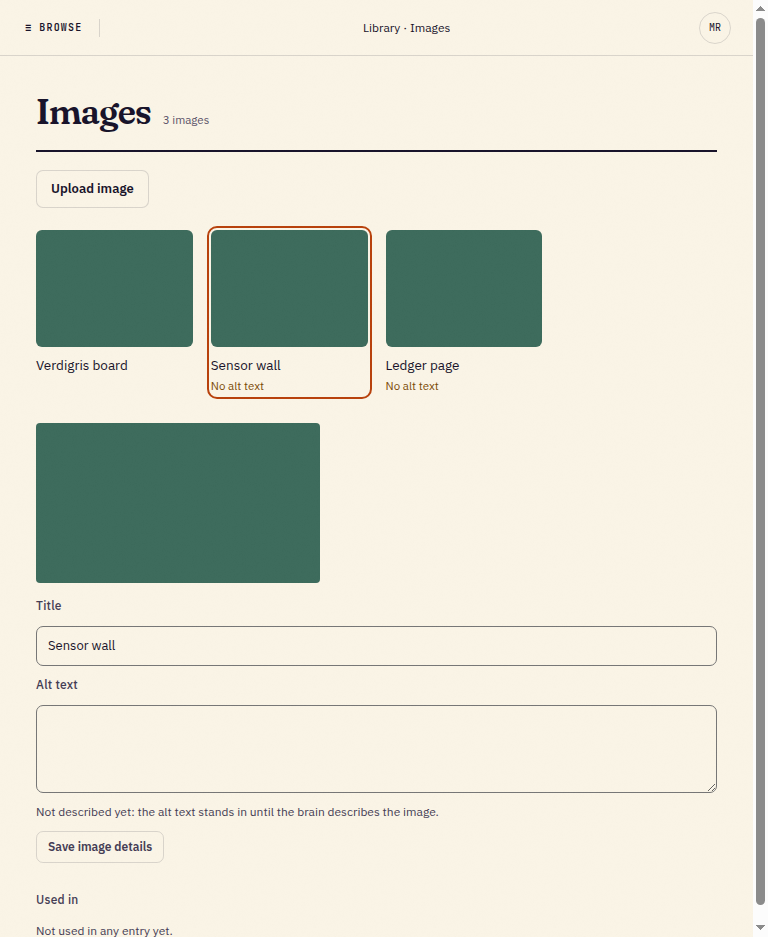 ≡ BROWSE
Library · Images
MR
Images
3 images
Upload image
Verdigris board
Sensor wall
No alt text
Ledger page
No alt text
Title
Sensor wall
Alt text
Not described yet: the alt text stands in until the brain describes the image.
Save image details
Used in
Not used in any entry yet.